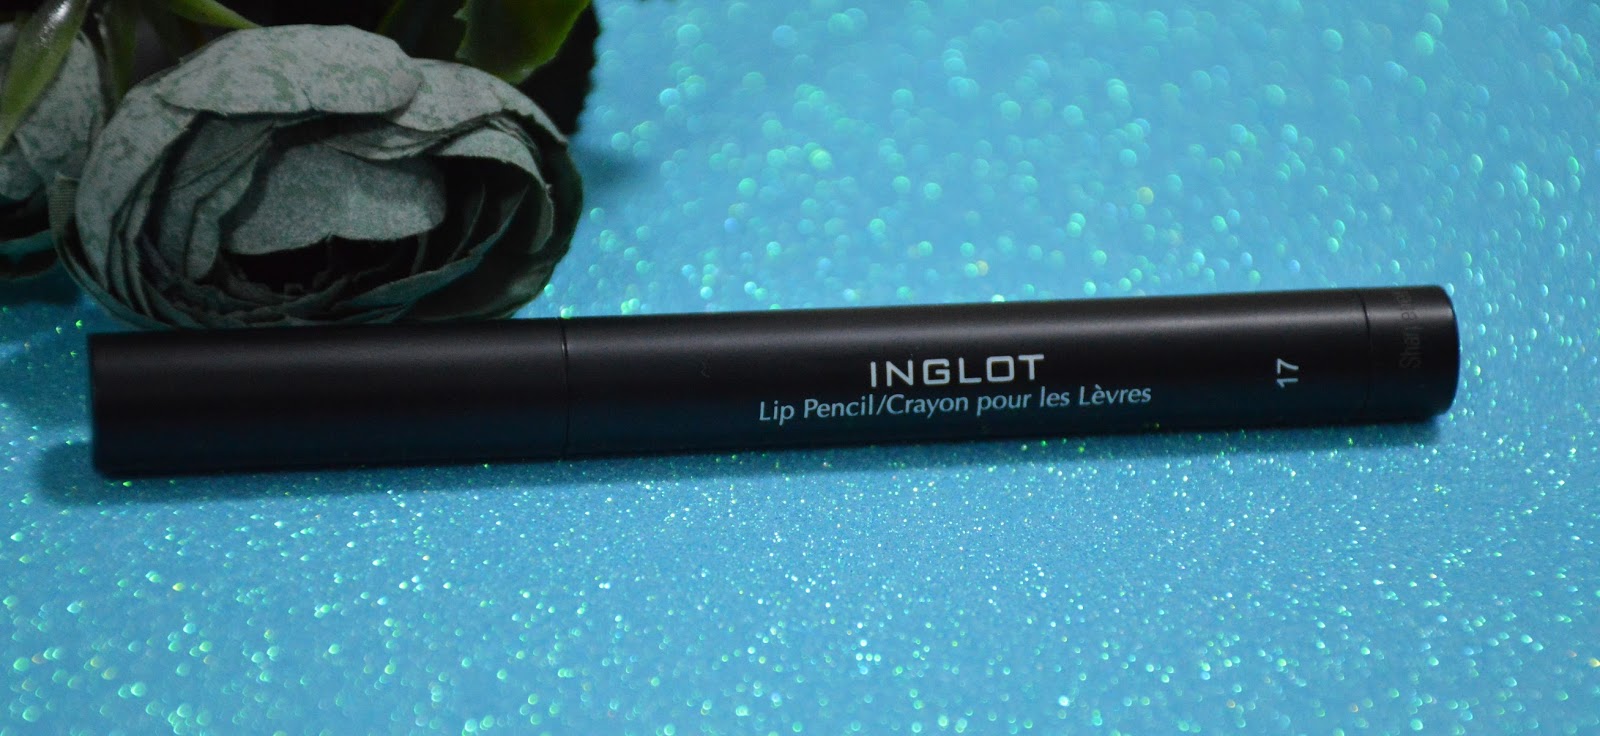 INGLOT
Lip Pencil/Crayon pour les Lèvres
17